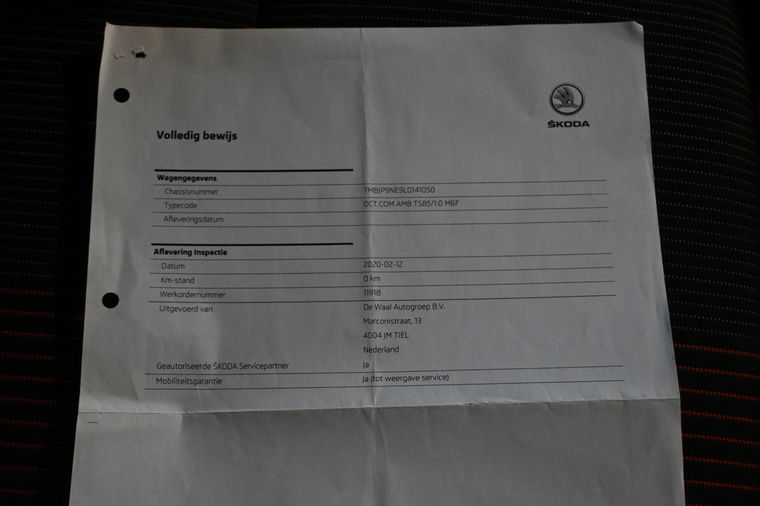 ŠKODA
Volledig bewijs
Wagengegevens
Chassisnummer TMBJP9NE9L0141050
Typecode OCT.COM AMB TS85/1.0 M6F
Afleveringsdatum
Aflevering Inspectie
Datum 2020-02-12
Km-stand 0 km
Werkordernummer 11918
Uitgevoerd van De Waal Autogroep B.V.
Marconistraat, 13
4004 JM TIEL
Nederland
Geautoriseerde ŠKODA Servicepartner Ja
Mobiliteitsgarantie Ja (tot weergave service)